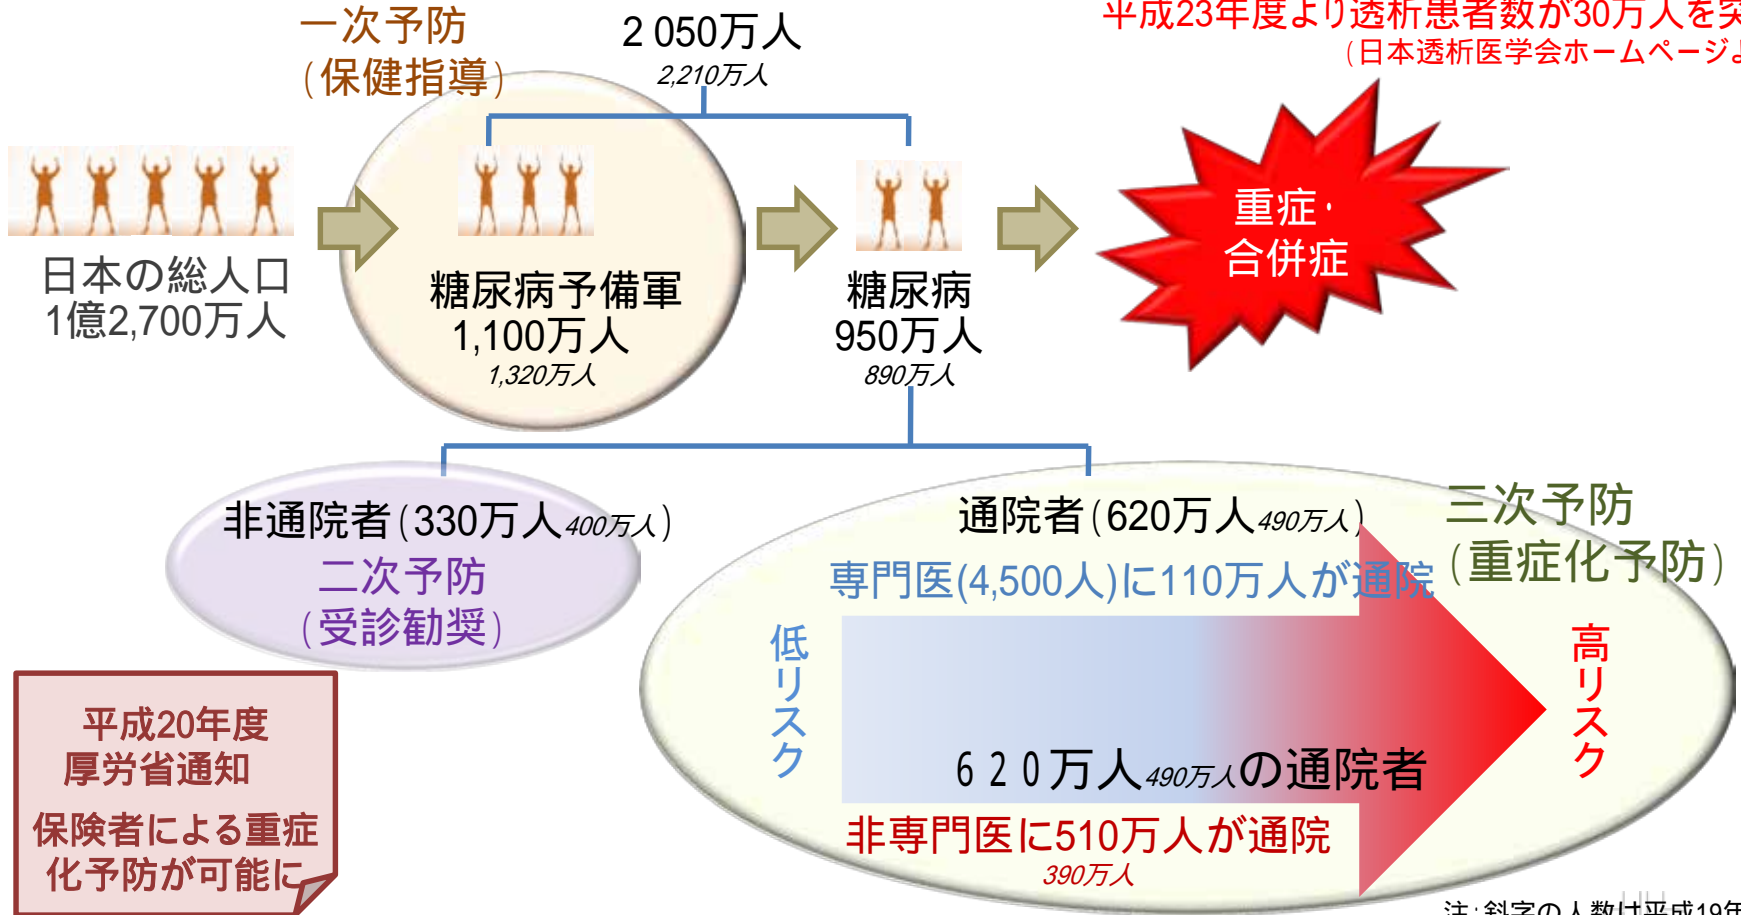 一次予防
(保健指導)
2 050万人
2,210万人
平成23年度より透析患者数が30万人を突
(日本透析医学会ホームページよ
日本の総人口
1億2,700万人
糖尿病予備軍
1,100万人
1,320万人
糖尿病
950万人
890万人
重症・
合併症
非通院者(330万人400万人)
二次予防
(受診勧奨)
通院者(620万人490万人)
専門医(4,500人)に110万人が通院
三次予防
(重症化予防)
低リスク
高リスク
620万人490万人の通院者
非専門医に510万人が通院
390万人
平成20年度
厚労省通知
保険者による重症
化予防が可能に
注:斜字の人数は平成19年